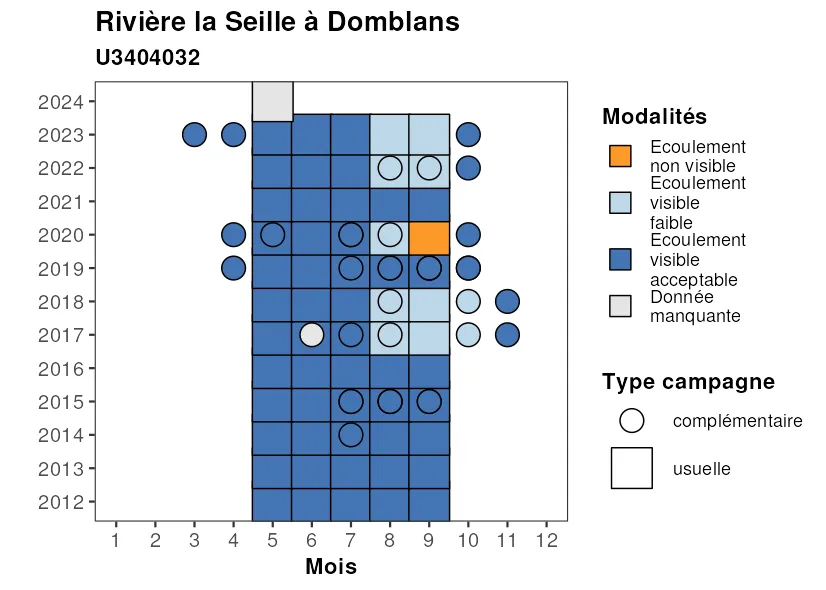 Rivière la Seille à Domblans
U3404032
2024
2023
2022
2021
2020
2019
2018
2017
2016
2015
2014
2013
2012
1 2 3 4 5 6 7 8 9 10 11 12
Mois
Modalités
Ecoulement
non visible
Ecoulement
visible
faible
Ecoulement
visible
acceptable
Donnée
manquante
Type campagne
complémentaire
usuelle